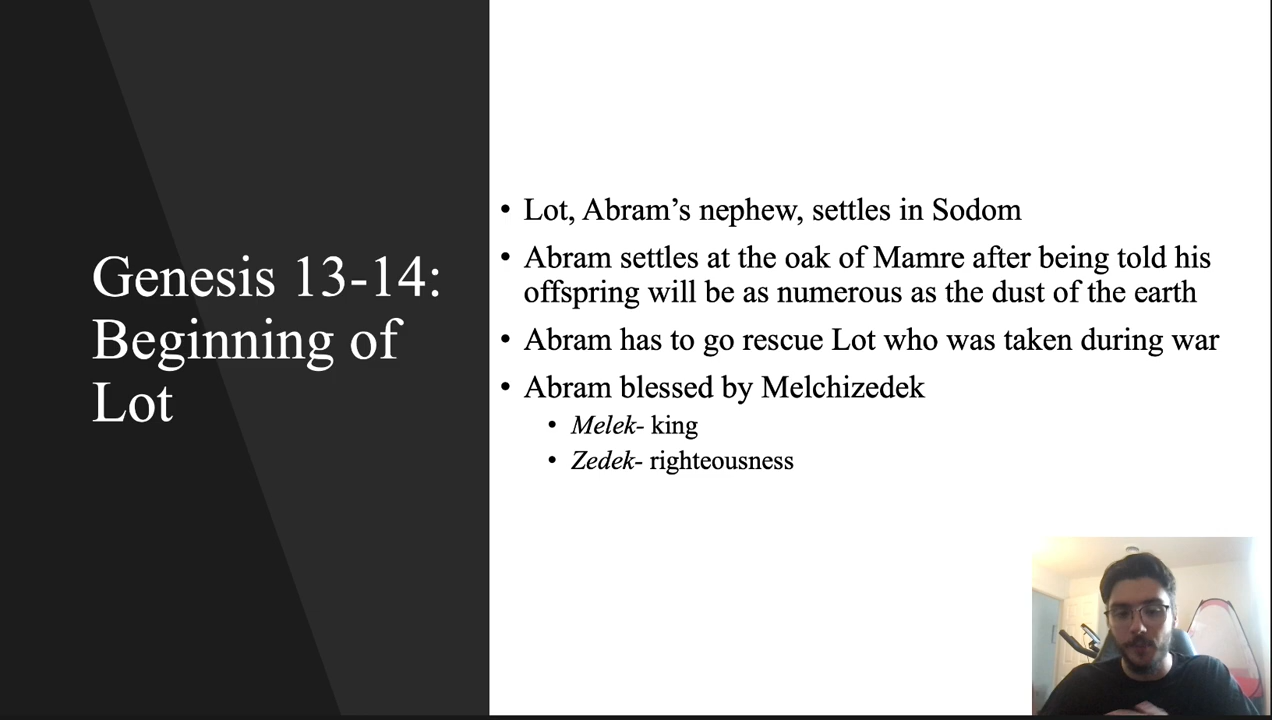 Genesis 13-14:
Beginning of
Lot
• Lot, Abram’s nephew, settles in Sodom
• Abram settles at the oak of Mamre after being told his
offspring will be as numerous as the dust of the earth
• Abram has to go rescue Lot who was taken during war
• Abram blessed by Melchizedek
• Melek- king
• Zedek- righteousness